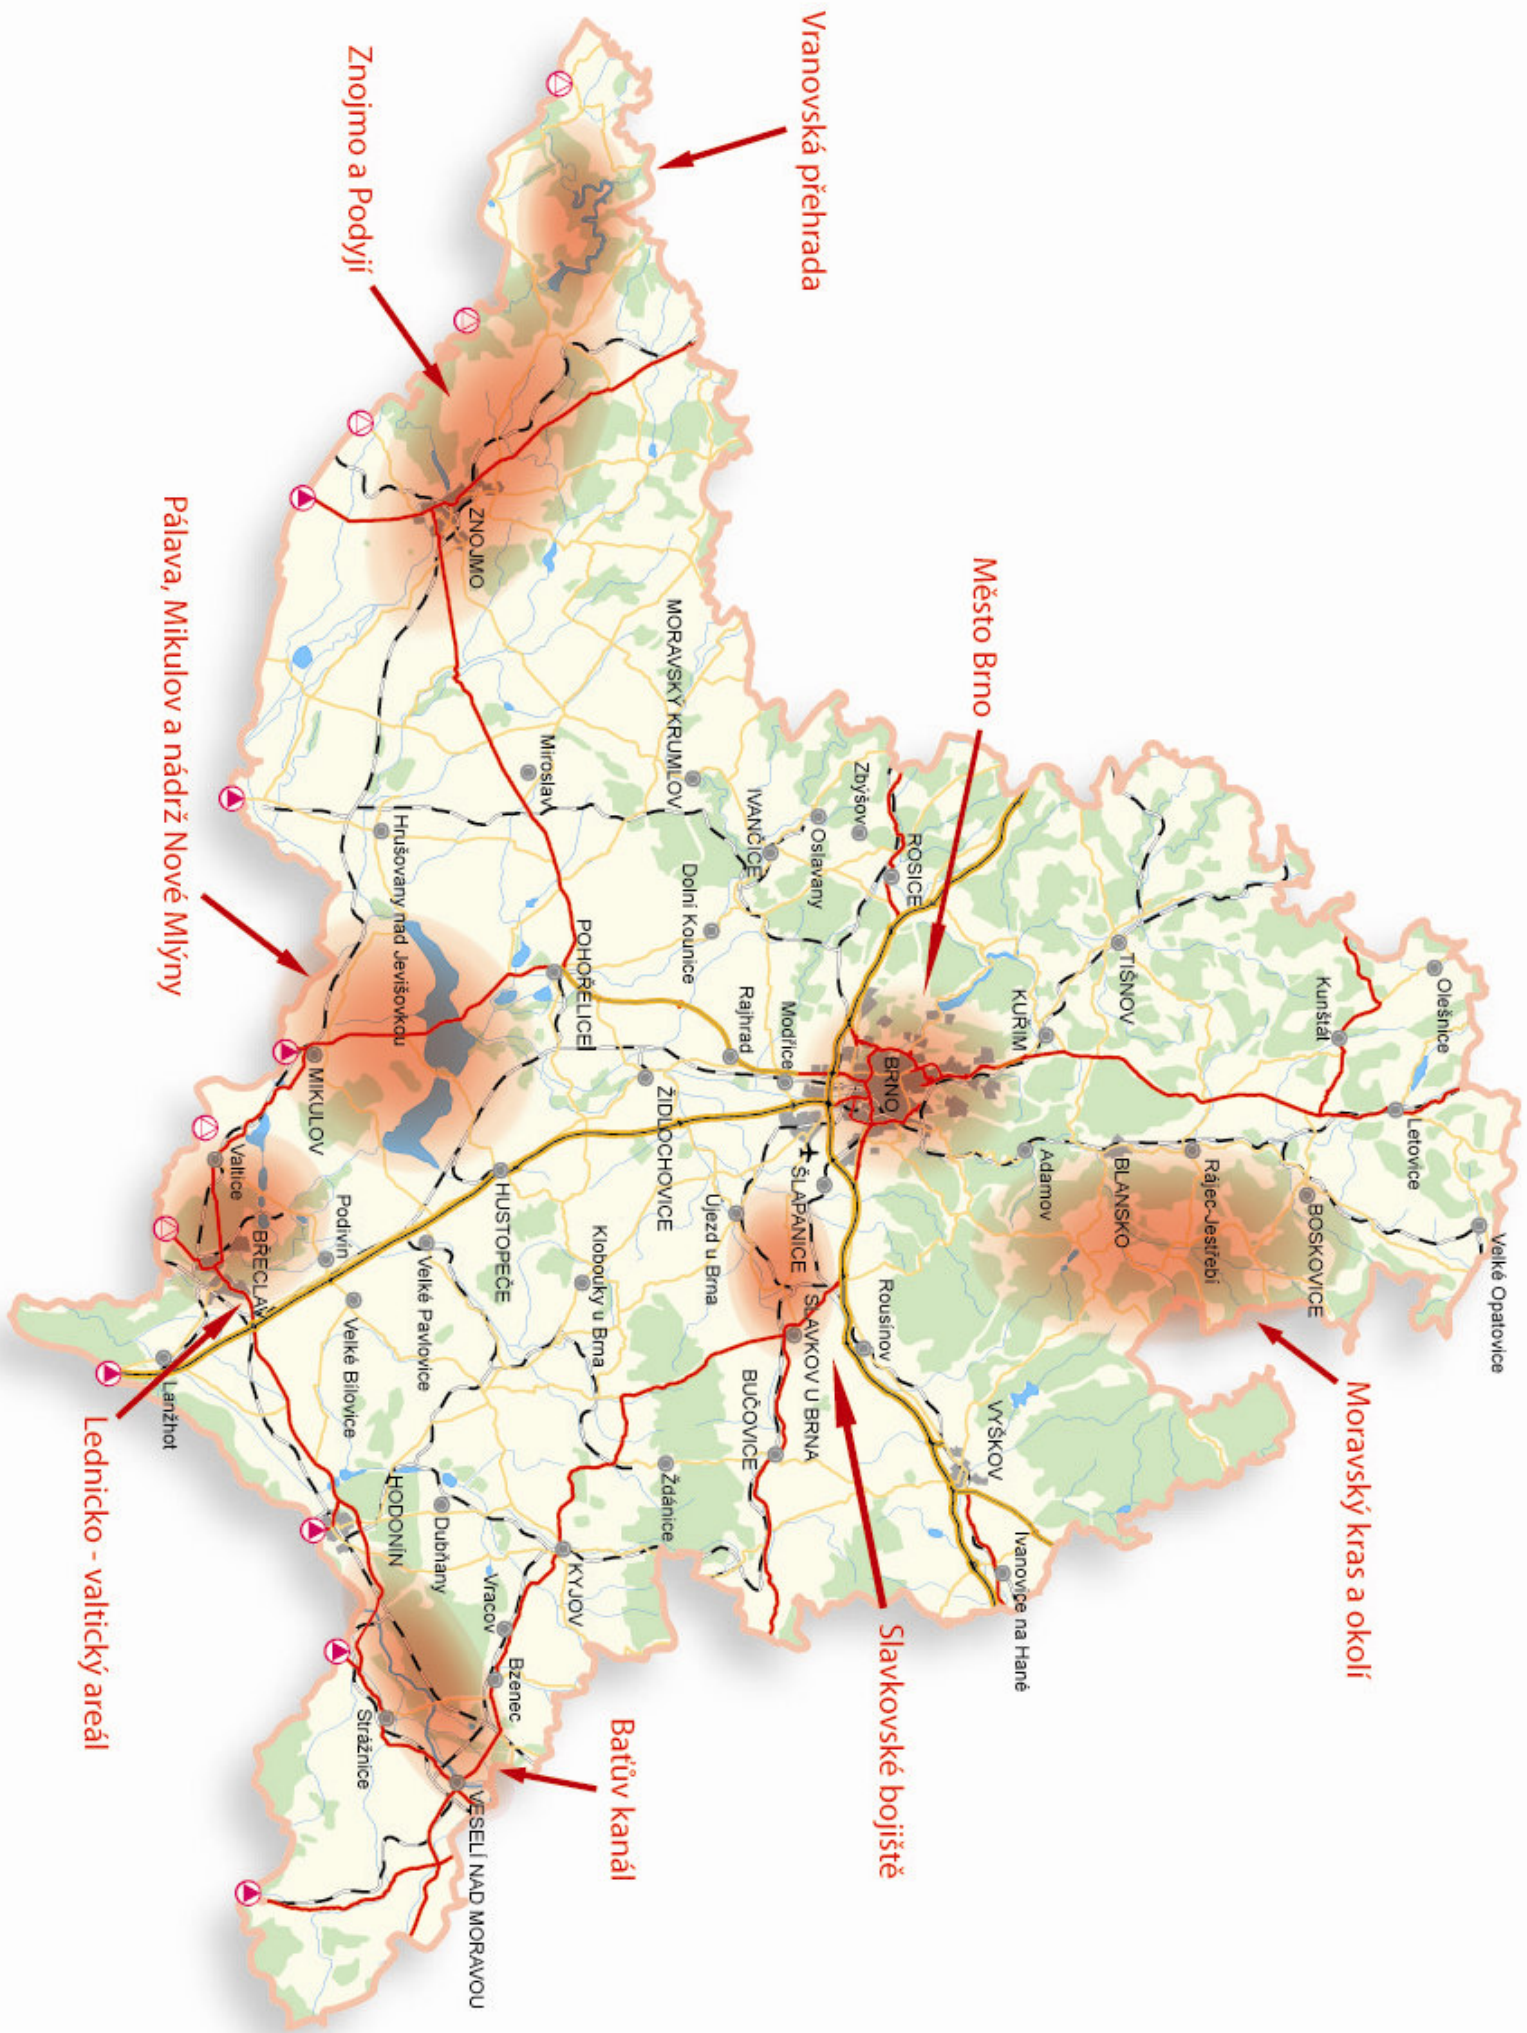 Velké Opatovice
Olešnice
Letovice
Moravský kras a okolí
Kunštát
BOSKOVICE
Rájec-Jestřebí
TIŠNOV
BLANSKO
Adamov
KUŘIM
Ivanovice na Hané
VYŠKOV
Město Brno
ROSICE
BRNO
Slavkovské bojiště
Rousínov
Zbýšov
Vranovská přehrada
Oslavany
SLAVKOV U BRNA
ŠLAPANICE
Modřice
IVANČICE
BUČOVICE
Rajhrad
Újezd u Brna
Dolní Kounice
MORAVSKÝ KRUMLOV
Ždánice
ŽIDLOCHOVICE
Baťův kanál
Klobouky u Brna
POHOŘELICE
KYJOV
Miroslav
Bzenec
HUSTOPEČE
Vracov
ZNOJMO
VESELÍ NAD MORAVOU
Dubňany
Velké Pavlovice
Hrušovany nad Jevišovkou
HODONÍN
Znojmo a Podyjí
Strážnice
Velké Bílovice
Podivín
MIKULOV
BŘECLAV
Valtice
Pálava, Mikulov a nádrž Nové Mlýny
Lanžhot
Lednicko - valtický areál